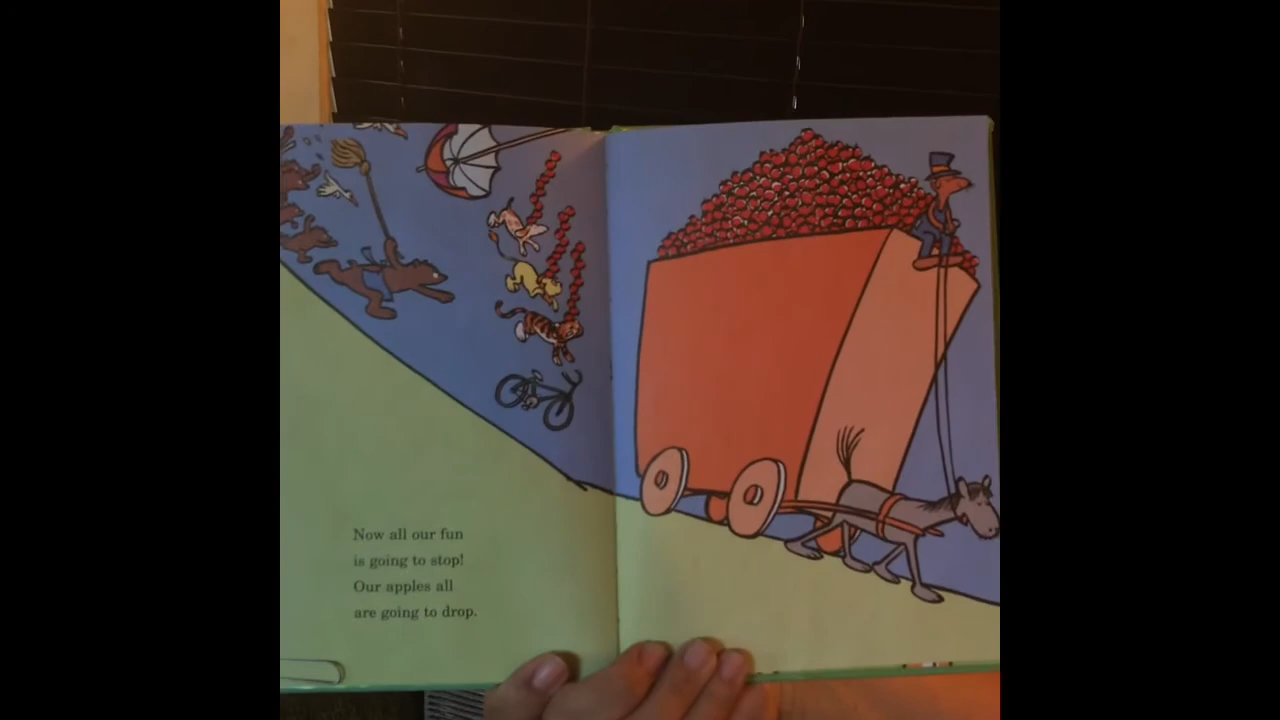 Now all our fun
is going to stop!
Our apples all
are going to drop.